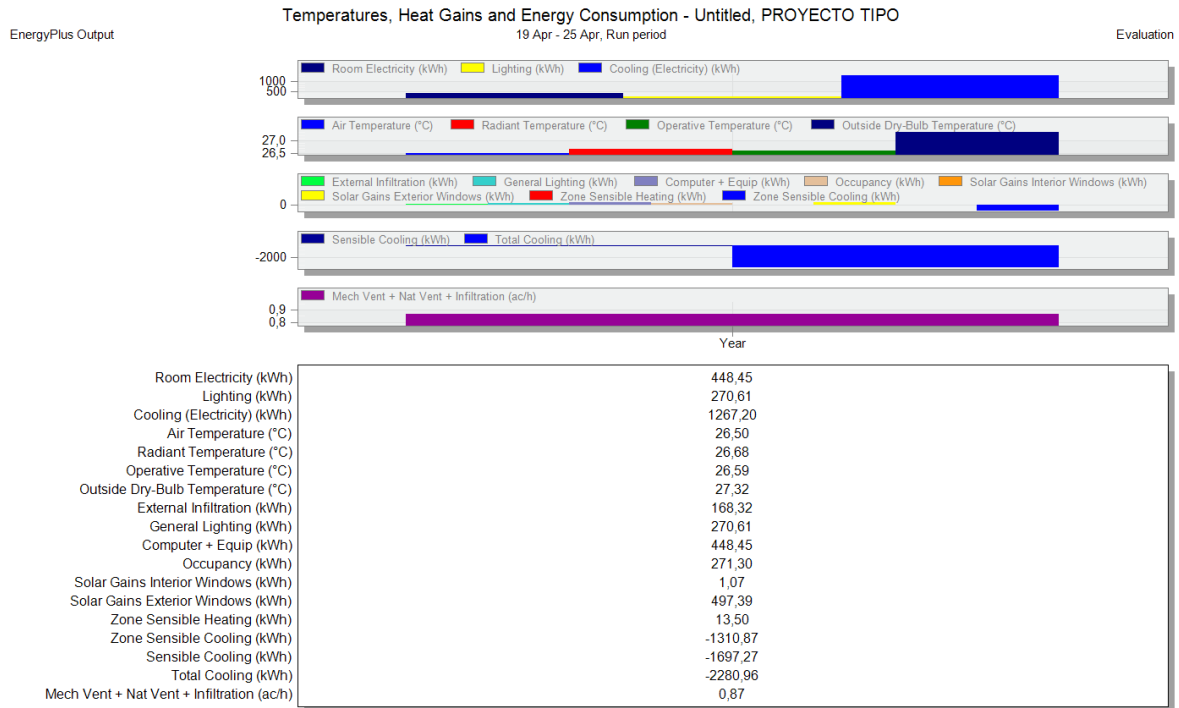 Temperatures, Heat Gains and Energy Consumption - Untitled, PROYECTO TIPO
EnergyPlus Output
19 Apr - 25 Apr, Run period
Evaluation
Room Electricity (kWh) Lighting (kWh) Cooling (Electricity) (kWh)
1000
500
Air Temperature (°C) Radiant Temperature (°C) Operative Temperature (°C) Outside Dry-Bulb Temperature (°C)
27,0
26,5
External Infiltration (kWh) General Lighting (kWh) Computer + Equip (kWh) Occupancy (kWh) Solar Gains Interior Windows (kWh)
Solar Gains Exterior Windows (kWh) Zone Sensible Heating (kWh) Zone Sensible Cooling (kWh)
0
Sensible Cooling (kWh) Total Cooling (kWh)
-2000
Mech Vent + Nat Vent + Infiltration (ac/h)
0,9
0,8
Year
Room Electricity (kWh) 448,45
Lighting (kWh) 270,61
Cooling (Electricity) (kWh) 1267,20
Air Temperature (°C) 26,50
Radiant Temperature (°C) 26,68
Operative Temperature (°C) 26,59
Outside Dry-Bulb Temperature (°C) 27,32
External Infiltration (kWh) 168,32
General Lighting (kWh) 270,61
Computer + Equip (kWh) 448,45
Occupancy (kWh) 271,30
Solar Gains Interior Windows (kWh) 1,07
Solar Gains Exterior Windows (kWh) 497,39
Zone Sensible Heating (kWh) 13,50
Zone Sensible Cooling (kWh) -1310,87
Sensible Cooling (kWh) -1697,27
Total Cooling (kWh) -2280,96
Mech Vent + Nat Vent + Infiltration (ac/h) 0,87